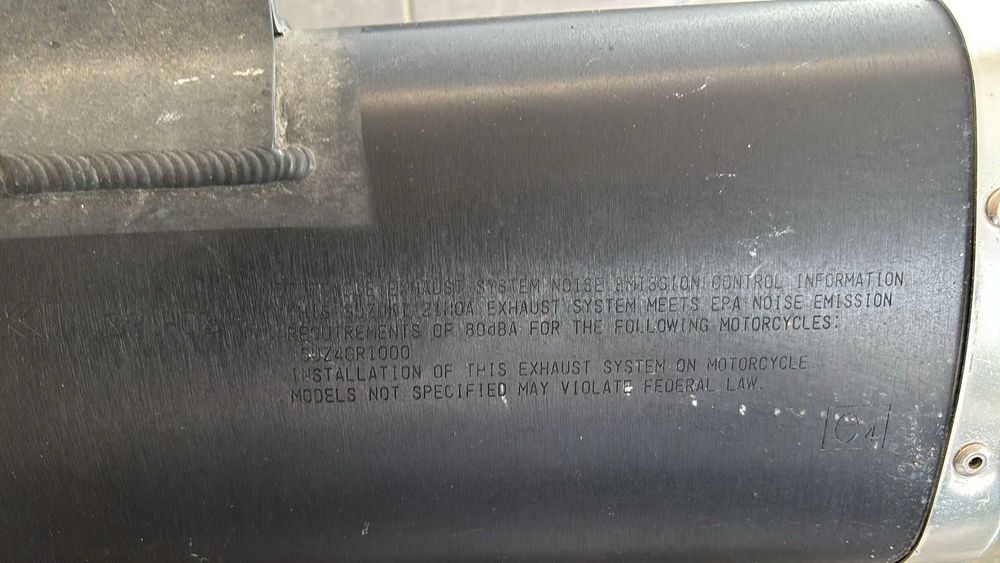 EXHAUST SYSTEM NOISE EMISSION CONTROL INFORMATION
THIS SUZUKI 21H0A EXHAUST SYSTEM MEETS EPA NOISE EMISSION
REQUIREMENTS OF 80dBA FOR THE FOLLOWING MOTORCYCLES:
SUZ4GR1000
INSTALLATION OF THIS EXHAUST SYSTEM ON MOTORCYCLE
MODELS NOT SPECIFIED MAY VIOLATE FEDERAL LAW.
C4